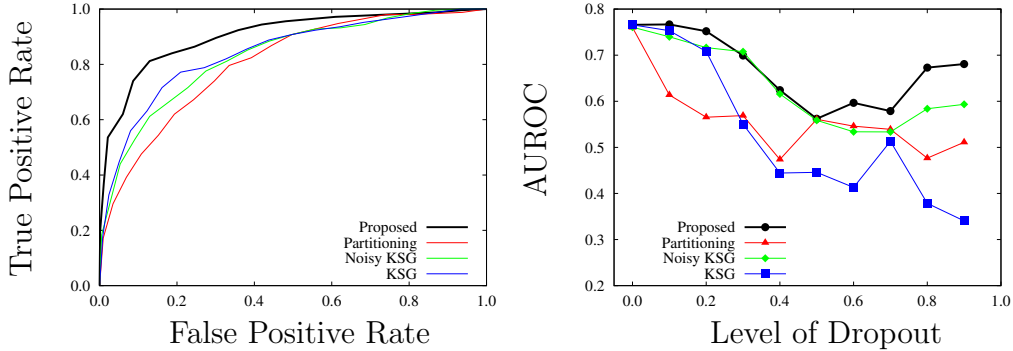 True Positive Rate
1.0
0.8
0.6
0.4
0.2
0.0
Proposed
Partitioning
Noisy KSG
KSG
0.0 0.2 0.4 0.6 0.8 1.0
False Positive Rate
AUROC
0.8
0.7
0.6
0.5
0.4
0.3
0.2
Proposed
Partitioning
Noisy KSG
KSG
0.0 0.2 0.4 0.6 0.8 1.0
Level of Dropout